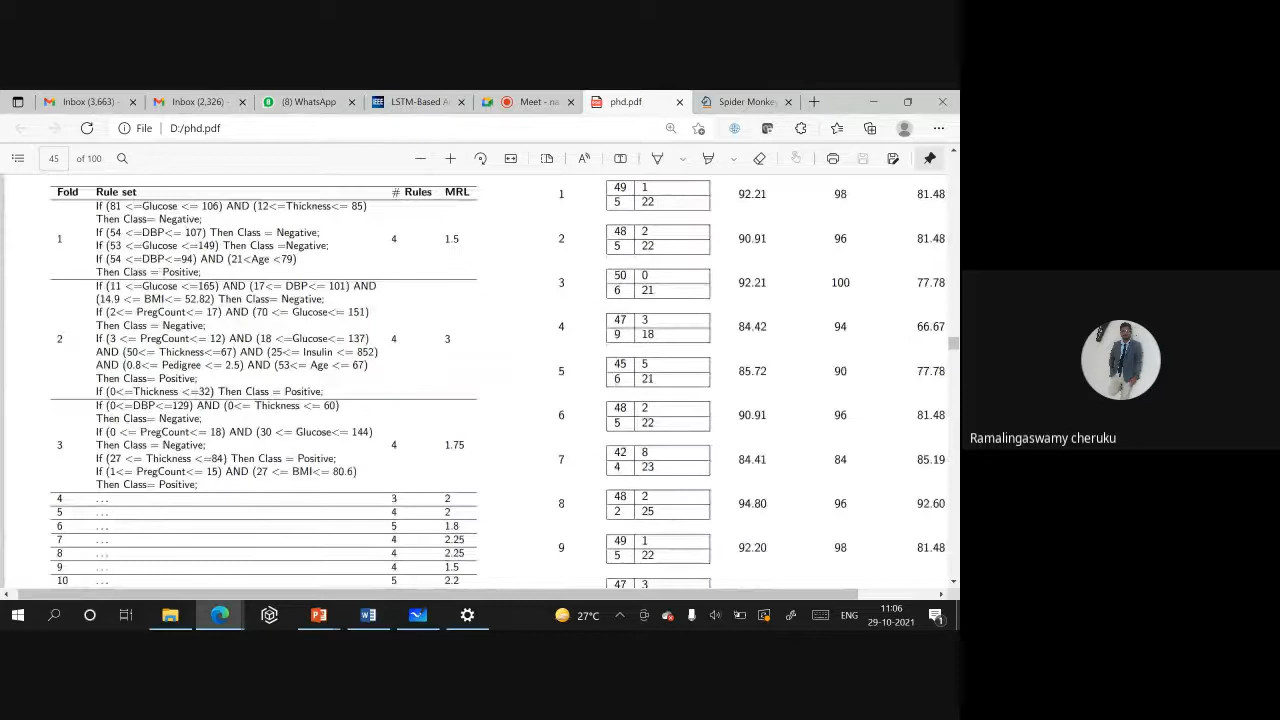 Inbox (3,663) -
Inbox (2,326) -
(8) WhatsApp
LSTM-Based A
Meet - na
phd.pdf
Spider Monke
File D:/phd.pdf
45 of 100
Fold Rule set # Rules MRL
If (81 <=Glucose <= 106) AND (12<=Thickness<= 85)
Then Class= Negative;
If (54 <=DBP<= 107) Then Class = Negative;
1 If (53 <=Glucose <=149) Then Class =Negative; 4 1.5
If (54 <=DBP<=94) AND (21<Age <79)
Then Class = Positive;
If (11 <=Glucose <=165) AND (17<= DBP<= 101) AND
(14.9 <= BMI<= 52.82) Then Class= Negative;
If (2<= PregCount<= 17) AND (70 <= Glucose<= 151)
Then Class = Negative;
2 If (3 <= PregCount<= 12) AND (18 <=Glucose<= 137) 4 3
AND (50<= Thickness<=67) AND (25<= Insulin <= 852)
AND (0.8<= Pedigree <= 2.5) AND (53<= Age <= 67)
Then Class= Positive;
If (0<=Thickness <=32) Then Class = Positive;
If (0<=DBP<=129) AND (0<= Thickness <= 60)
Then Class= Negative;
If (0 <= PregCount<= 18) AND (30 <= Glucose<= 144)
3 Then Class = Negative; 4 1.75
If (27 <= Thickness <=84) Then Class = Positive;
If (1<= PregCount<= 15) AND (27 <= BMI<= 80.6)
Then Class= Positive;
4 ... 3 2
5 ... 4 2
6 ... 5 1.8
7 ... 4 2.25
8 ... 4 2.25
9 ... 4 1.5
10 ... 5 2.2
49 1
1 92.21 98 81.48
5 22
48 2
2 90.91 96 81.48
5 22
50 0
3 92.21 100 77.78
6 21
47 3
4 84.42 94 66.67
9 18
45 5
5 85.72 90 77.78
6 21
48 2
6 90.91 96 81.48
5 22
42 8
7 84.41 84 85.19
4 23
48 2
8 94.80 96 92.60
2 25
49 1
9 92.20 98 81.48
5 22
47 3
Ramalingaswamy cheruku
27°C
ENG
11:06
29-10-2021
1